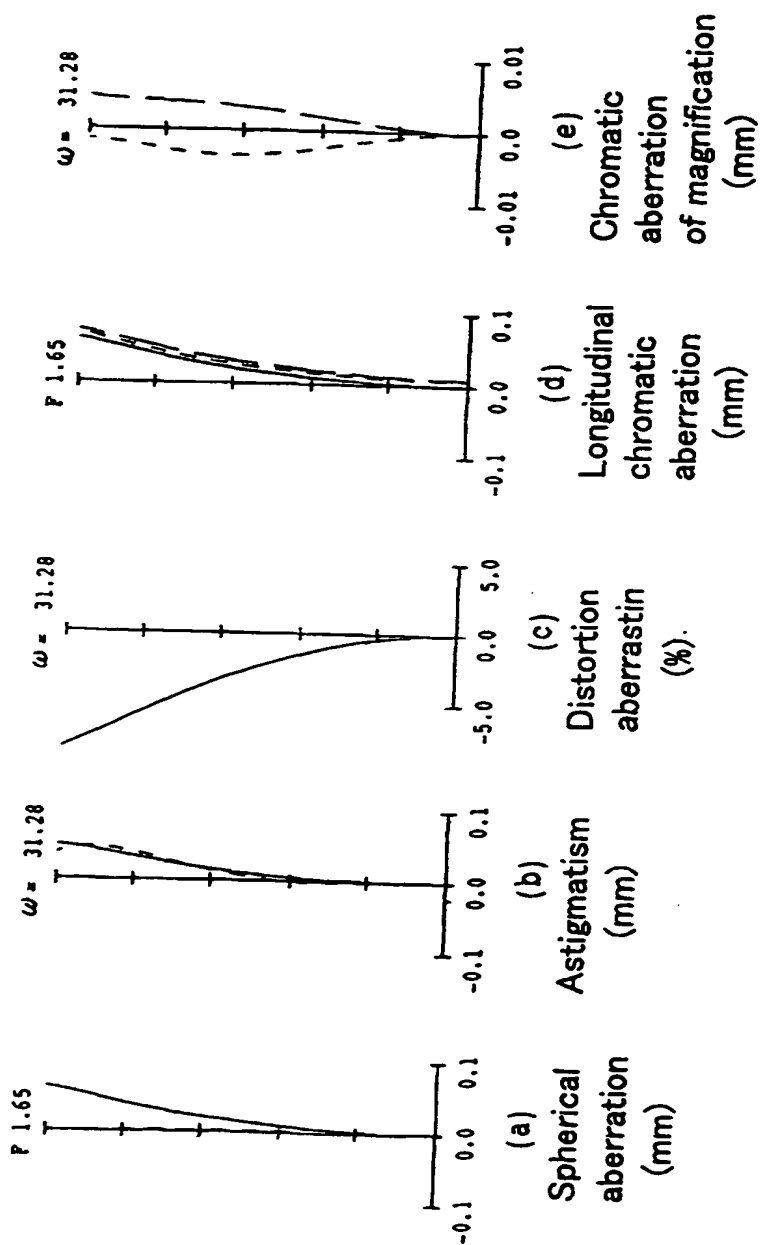 F 1.65
-0.1 0.0 0.1
(a)
Spherical
aberration
(mm)
ω = 31.28
-0.1 0.0 0.1
(b)
Astigmatism
(mm)
ω = 31.28
-5.0 0.0 5.0
(c)
Distortion
aberrastin
(%).
F 1.65
-0.1 0.0 0.1
(d)
Longitudinal
chromatic
aberration
(mm)
ω = 31.28
-0.01 0.0 0.01
(e)
Chromatic
aberration
of magnification
(mm)